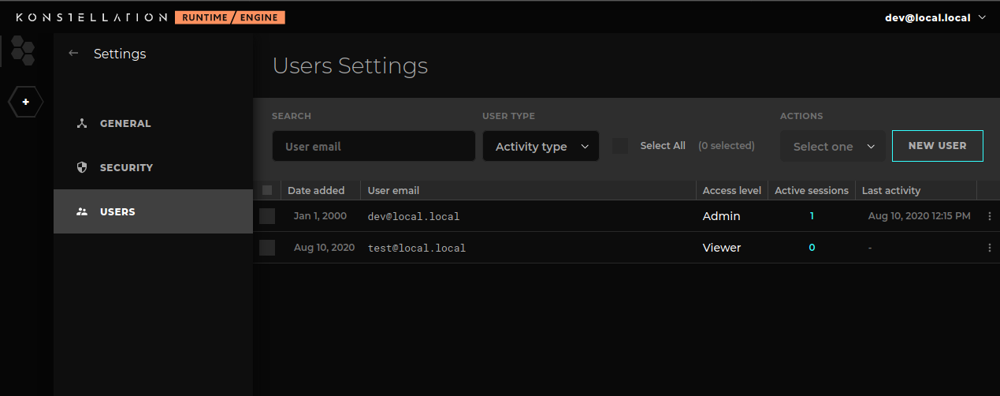 KONSTELLATION RUNTIME/ENGINE dev@local.local
← Settings
Users Settings
+
GENERAL
SECURITY
USERS
SEARCH USER TYPE ACTIONS
User email Activity type Select All (0 selected) Select one NEW USER
Date added User email Access level Active sessions Last activity
Jan 1, 2000 dev@local.local Admin 1 Aug 10, 2020 12:15 PM
Aug 10, 2020 test@local.local Viewer 0 -